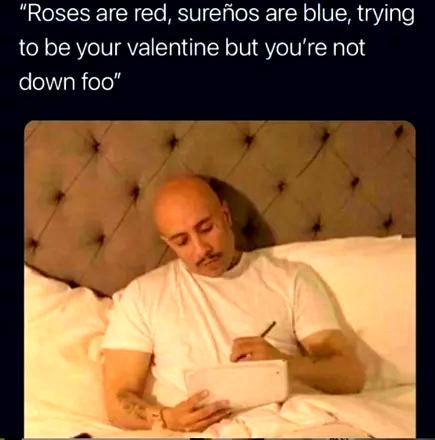 “Roses are red, sureños are blue, trying
to be your valentine but you’re not
down foo”